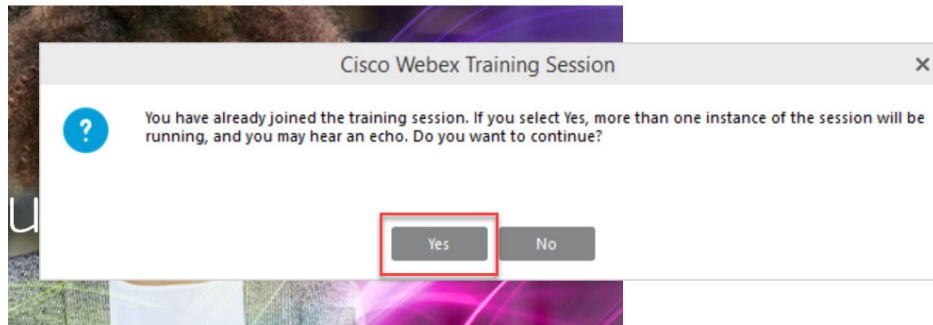 Cisco Webex Training Session
You have already joined the training session. If you select Yes, more than one instance of the session will be
running, and you may hear an echo. Do you want to continue?
Yes
No